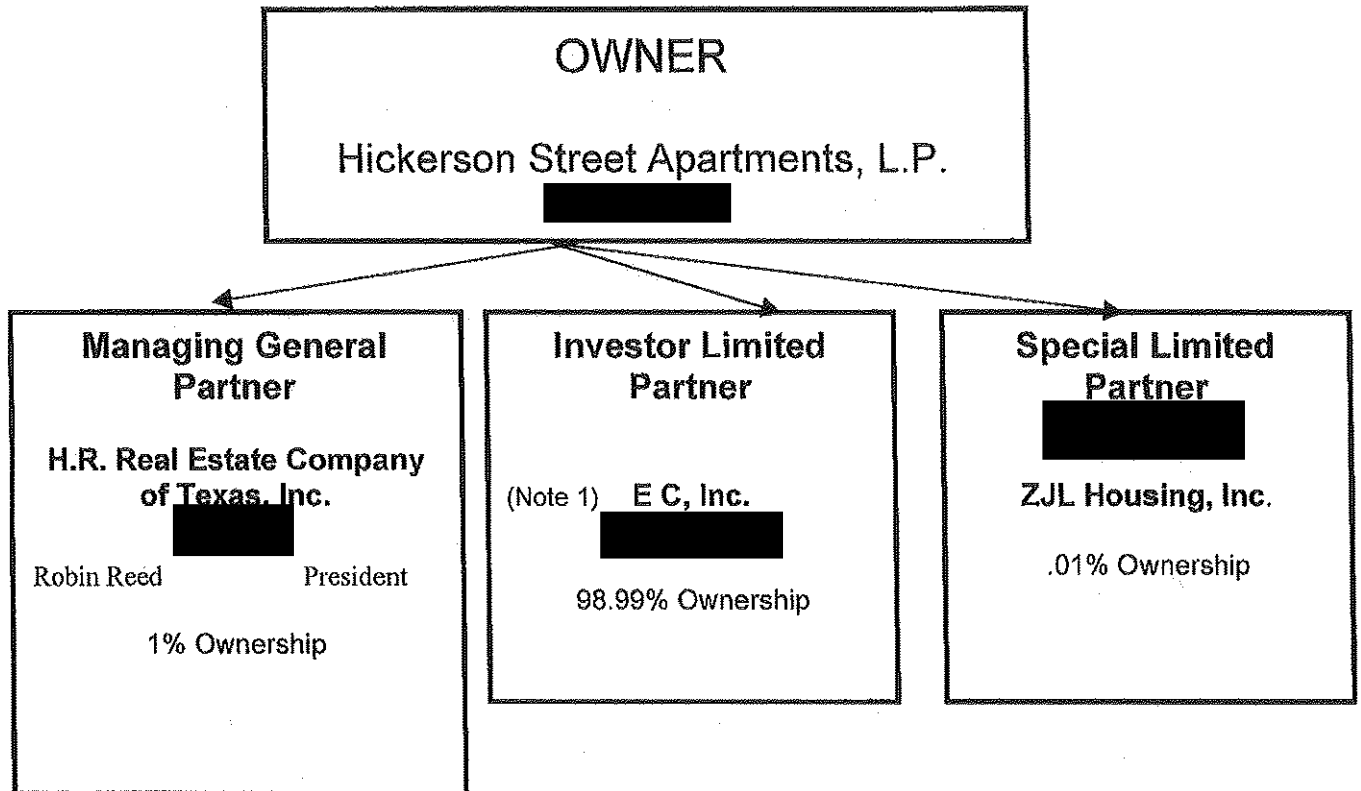 OWNER
Hickerson Street Apartments, L.P.
Managing General
Partner
H.R. Real Estate Company
of Texas, Inc.
Robin Reed President
1% Ownership
Investor Limited
Partner
(Note 1) E C, Inc.
98.99% Ownership
Special Limited
Partner
ZJL Housing, Inc.
.01% Ownership